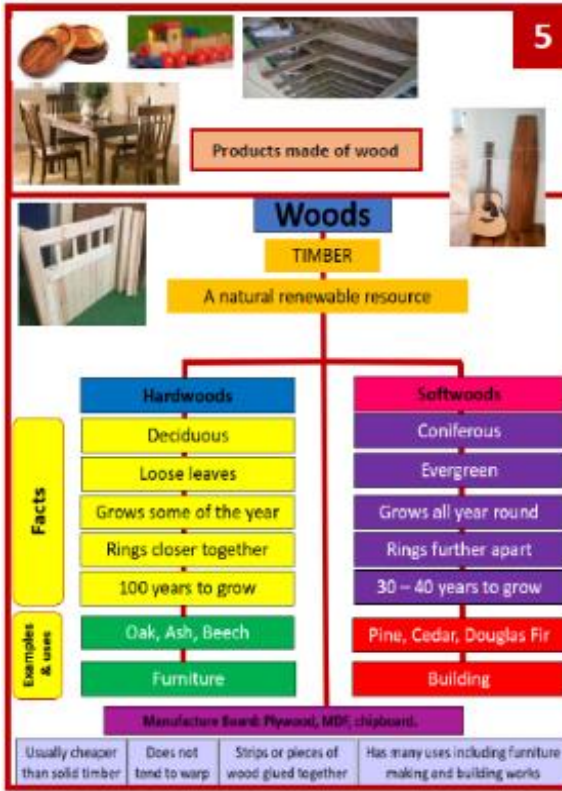 5
Products made of wood
Woods
TIMBER
A natural renewable resource
Hardwoods
Softwoods
Facts
Deciduous
Coniferous
Loose leaves
Evergreen
Grows some of the year
Grows all year round
Rings closer together
Rings further apart
100 years to grow
30 – 40 years to grow
Examples
& uses
Oak, Ash, Beech
Pine, Cedar, Douglas Fir
Furniture
Building
Manufacture Board: Plywood, MDF, chipboard.
Usually cheaper
than solid timber
Does not
tend to warp
Strips or pieces of
wood glued together
Has many uses including furniture
making and building works